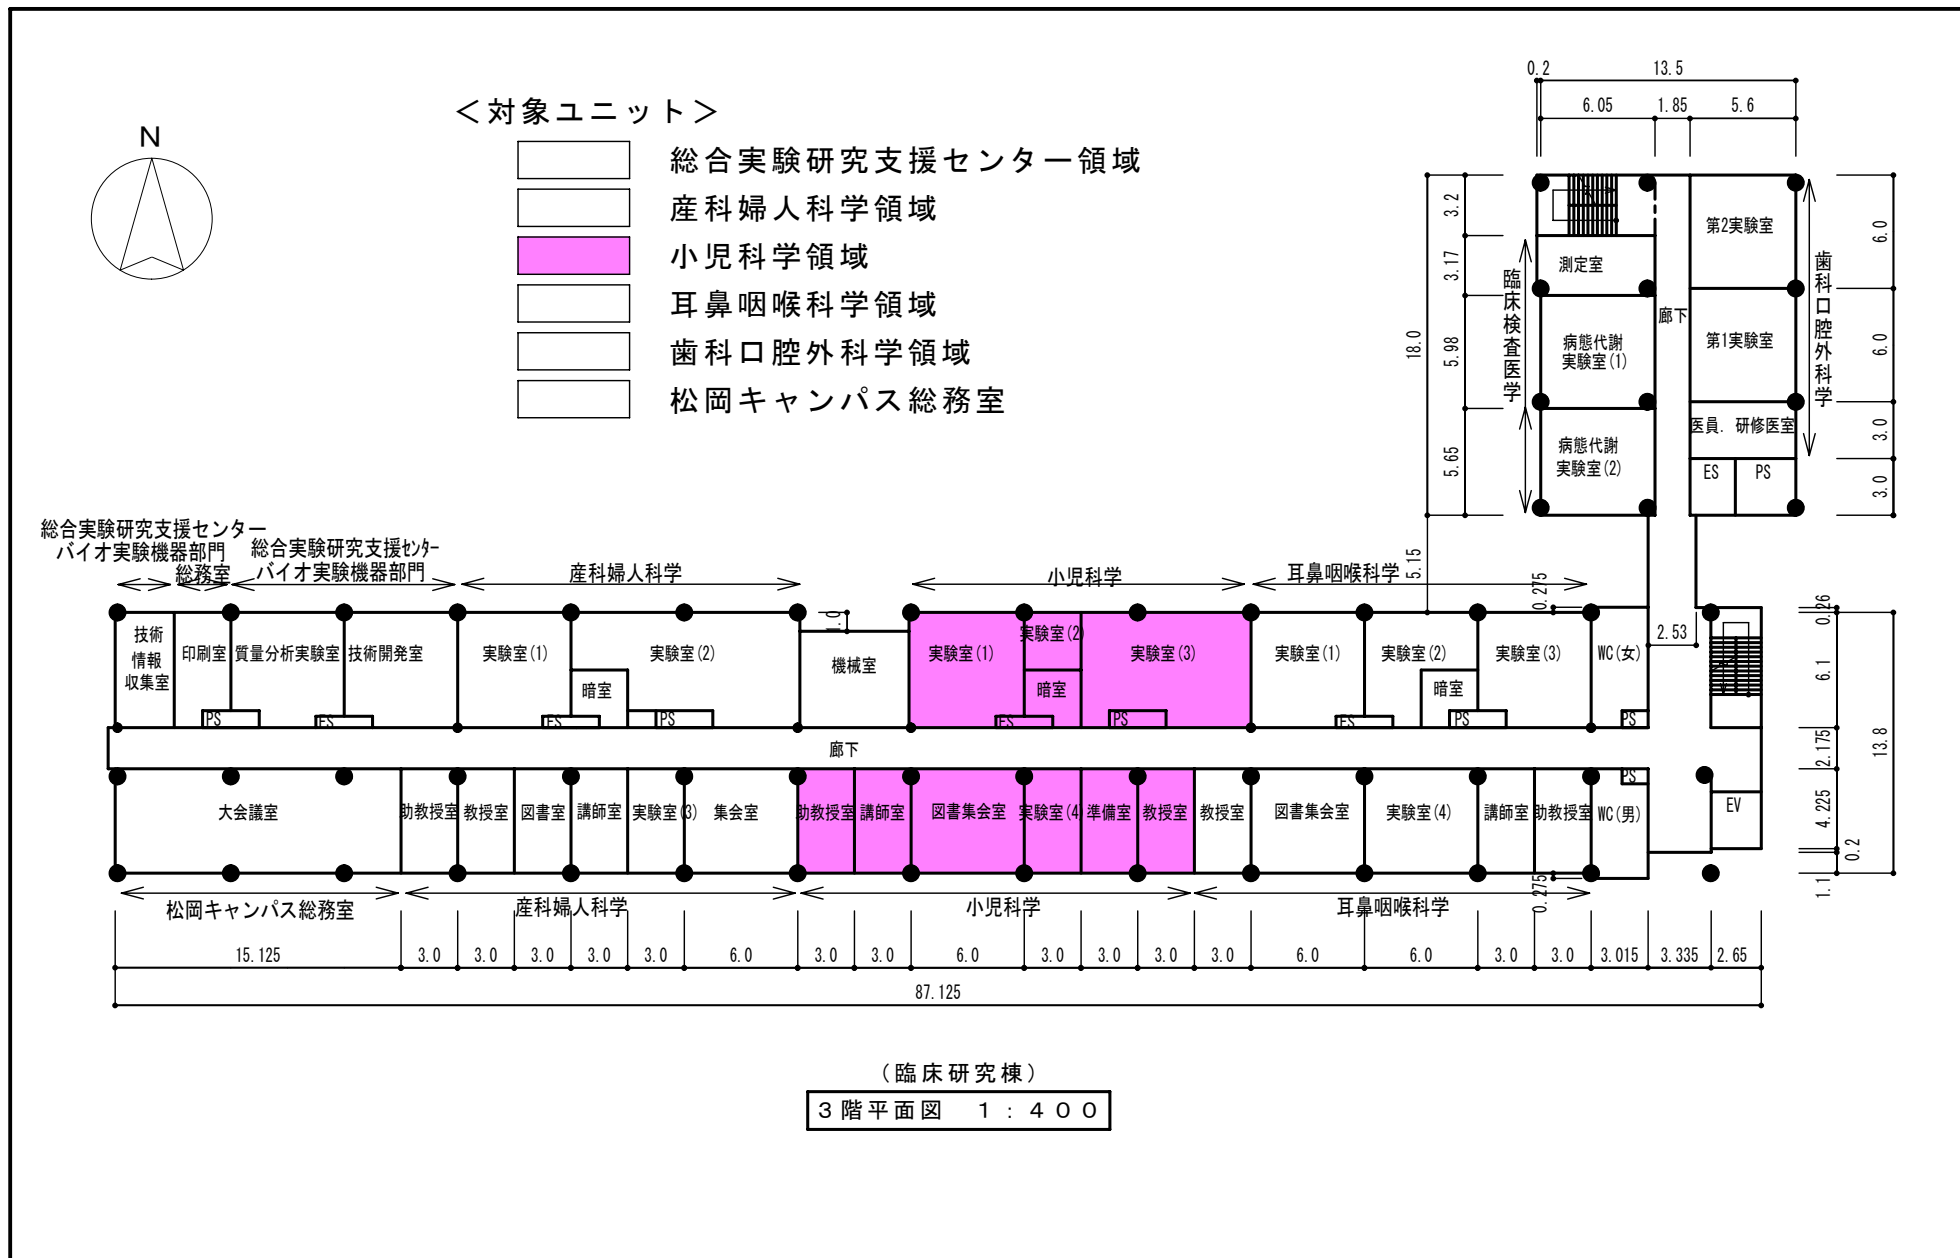 N
＜対象ユニット＞
総合実験研究支援センター領域
産科婦人科学領域
小児科学領域
耳鼻咽喉科学領域
歯科口腔外科学領域
松岡キャンパス総務室
0.2
13.5
6.05
1.85
5.6
3.2
3.17
5.98
5.65
18.0
5.15
臨床検査医学
測定室
病態代謝
実験室(1)
病態代謝
実験室(2)
廊下
第2実験室
第1実験室
医員．研修医室
ES
PS
歯科口腔外科学
6.0
6.0
3.0
3.0
総合実験研究支援センター
バイオ実験機器部門
総務室
総合実験研究支援センター
バイオ実験機器部門
産科婦人科学
小児科学
耳鼻咽喉科学
0.275
1.0
技術
情報
収集室
印刷室
質量分析実験室
技術開発室
実験室(1)
実験室(2)
暗室
機械室
実験室(1)
実験室(2)
暗室
実験室(3)
実験室(1)
実験室(2)
暗室
実験室(3)
WC(女)
2.53
PS
ES
ES
PS
ES
PS
ES
PS
PS
廊下
大会議室
助教授室
教授室
図書室
講師室
実験室(3)
集会室
助教授室
講師室
図書集会室
実験室(4)
準備室
教授室
教授室
図書集会室
実験室(4)
講師室
助教授室
WC(男)
PS
EV
0.26
6.1
2.175
4.225
0.2
1.1
13.8
0.275
松岡キャンパス総務室
産科婦人科学
小児科学
耳鼻咽喉科学
15.125
3.0
3.0
3.0
3.0
3.0
6.0
3.0
3.0
6.0
3.0
3.0
3.0
3.0
6.0
6.0
3.0
3.0
3.015
3.335
2.65
87.125
（臨床研究棟）
3階平面図　1：400